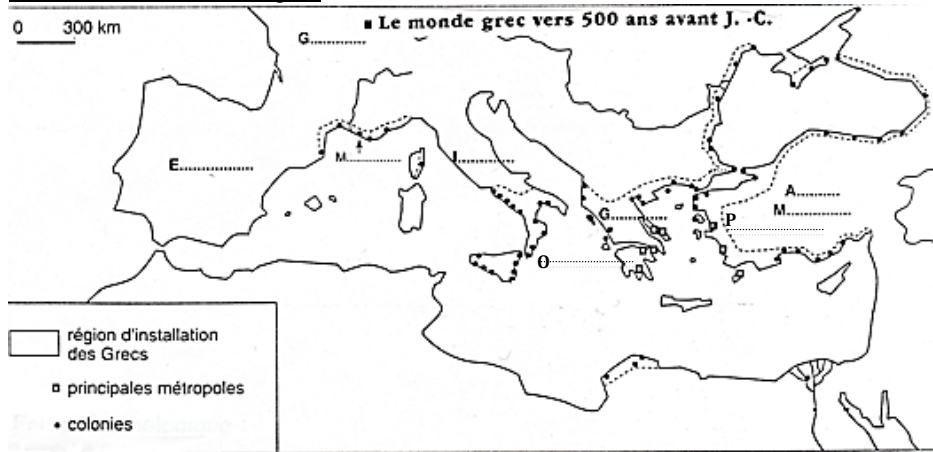 0 300 km
■ Le monde grec vers 500 ans avant J. -C.
G..............
E..............
M..............
I..............
G..............
A..............
P
M..............
O
région d'installation
des Grecs
principales métropoles
colonies